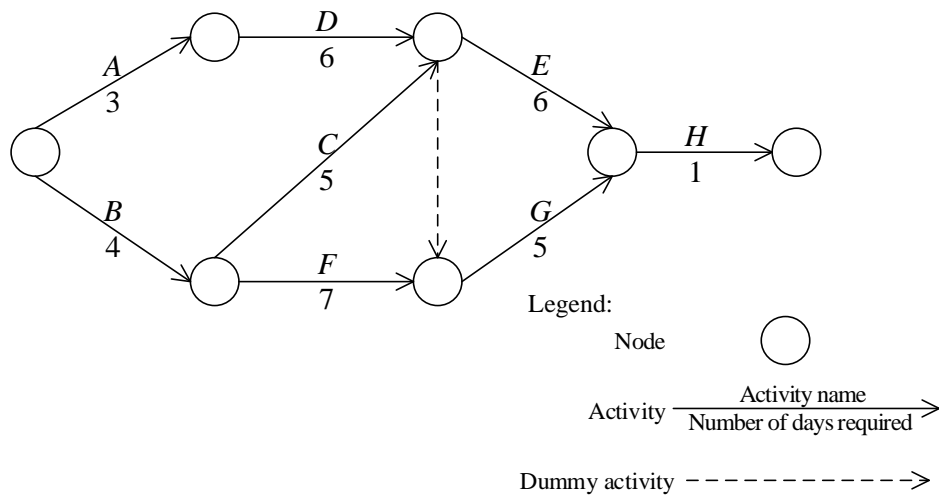 A
3
D
6
E
6
C
5
H
1
B
4
F
7
G
5
Legend:
Node
Activity
Activity name
Number of days required
Dummy activity